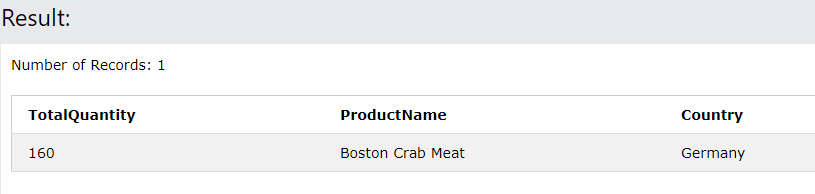 Result:
Number of Records: 1
TotalQuantity ProductName Country
160 Boston Crab Meat Germany